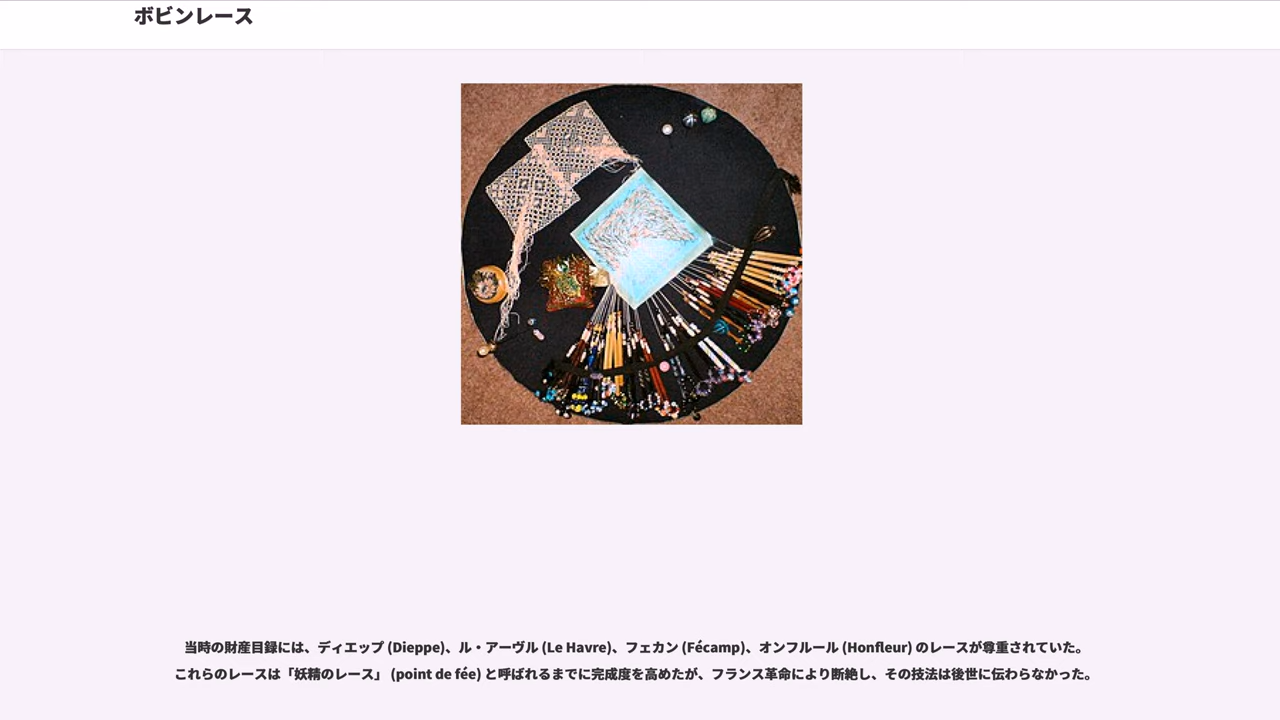 ボビンレース
当時の財産目録には、ディエップ (Dieppe)、ル・アーヴル (Le Havre)、フェカン (Fécamp)、オンフルール (Honfleur) のレースが尊重されていた。
これらのレースは「妖精のレース」 (point de fée) と呼ばれるまでに完成度を高めたが、フランス革命により断絶し、その技法は後世に伝わらなかった。